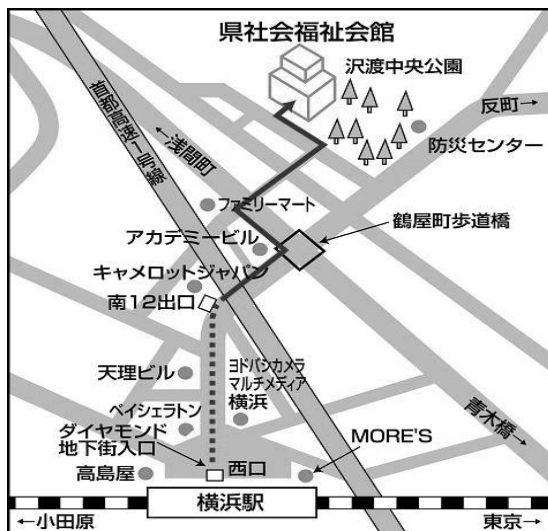 県社会福祉会館
沢渡中央公園
反町
防災センター
首都高速1号線
浅間町
ファミリーマート
鶴屋町歩道橋
アカデミービル
キャメロットジャパン
南12出口
天理ビル
ヨドバシカメラ
マルチメディア
横浜
ベイシェラトン
青木橋
ダイヤモンド
地下街入口
MORE'S
高島屋
西口
横浜駅
←小田原
東京→